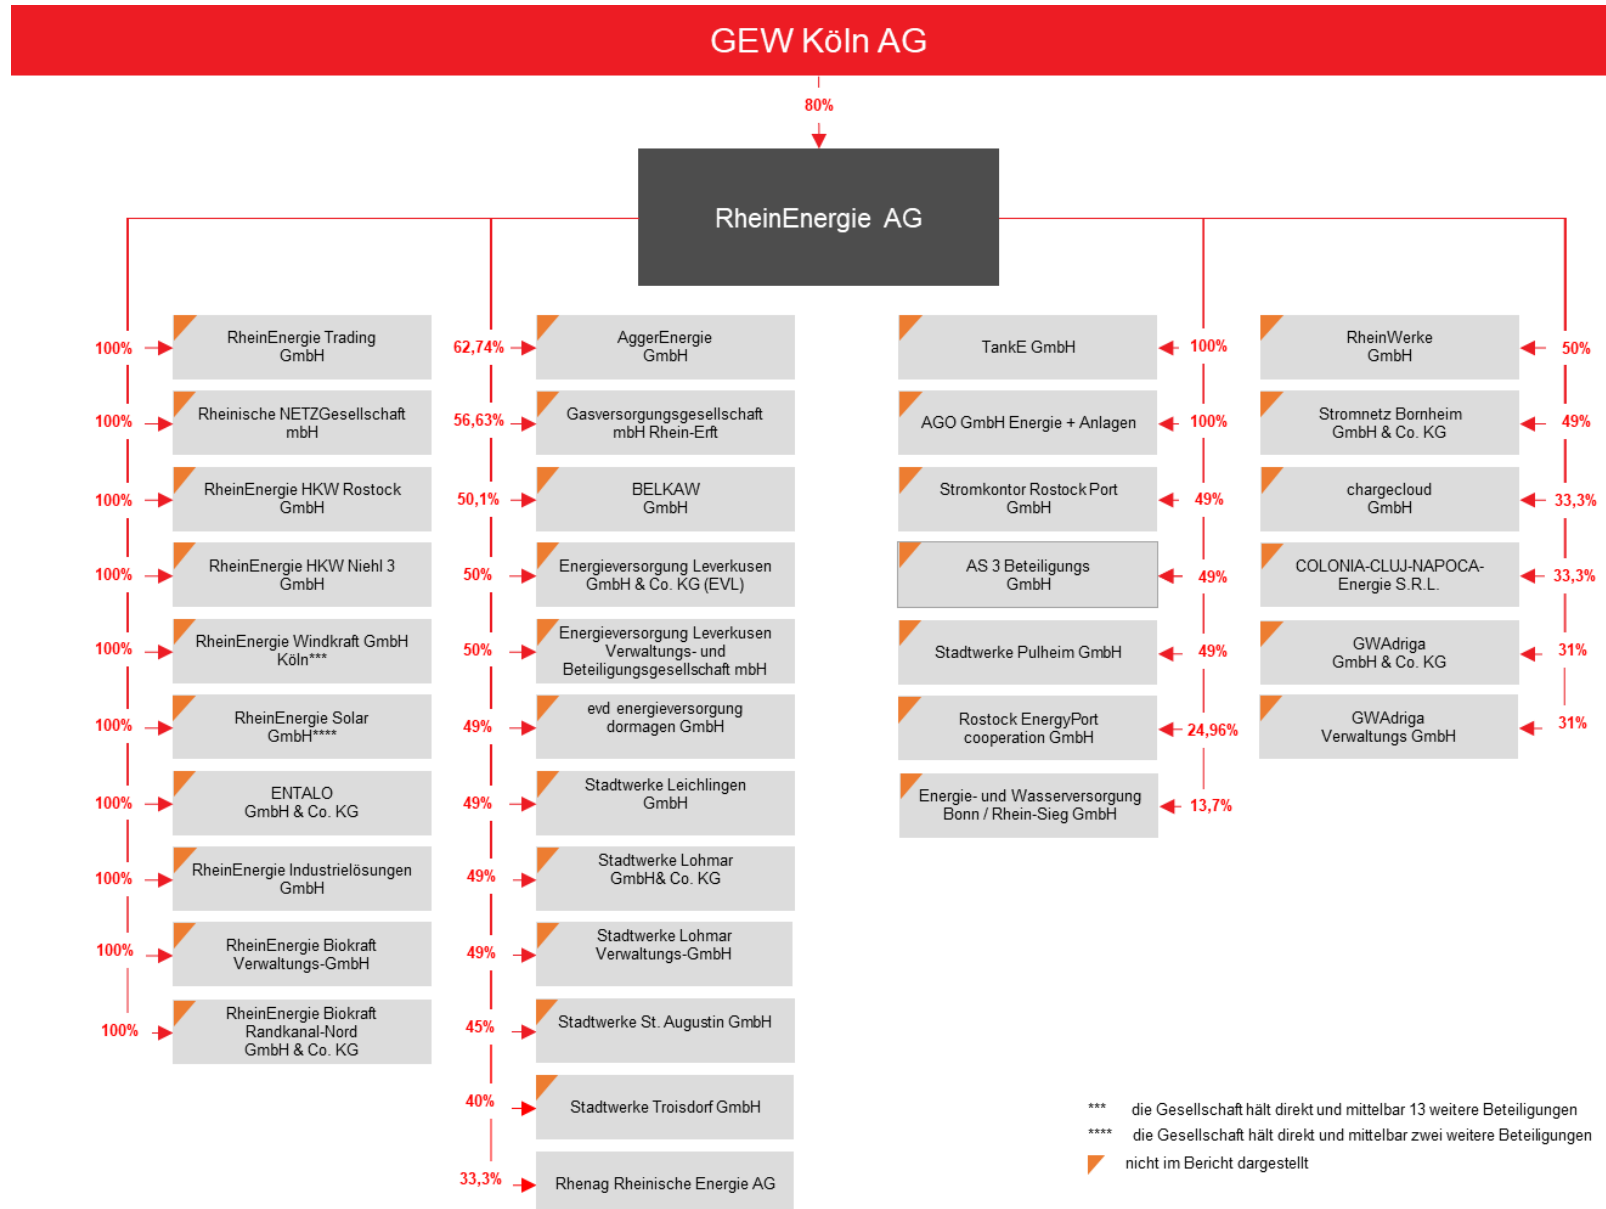 GEW Köln AG
80%
RheinEnergie AG
100%
RheinEnergie Trading
GmbH
100%
Rheinische NETZGesellschaft
mbH
100%
RheinEnergie HKW Rostock
GmbH
100%
RheinEnergie HKW Niehl 3
GmbH
100%
RheinEnergie Windkraft GmbH
Köln***
100%
RheinEnergie Solar
GmbH****
100%
ENTALO
GmbH & Co. KG
100%
RheinEnergie Industrielösungen
GmbH
100%
RheinEnergie Biokraft
Verwaltungs-GmbH
100%
RheinEnergie Biokraft
Randkanal-Nord
GmbH & Co. KG
62,74%
AggerEnergie
GmbH
56,63%
Gasversorgungsgesellschaft
mbH Rhein-Erft
50,1%
BELKAW
GmbH
50%
Energieversorgung Leverkusen
GmbH & Co. KG (EVL)
50%
Energieversorgung Leverkusen
Verwaltungs- und
Beteiligungsgesellschaft mbH
49%
evd energieversorgung
dormagen GmbH
49%
Stadtwerke Leichlingen
GmbH
49%
Stadtwerke Lohmar
GmbH& Co. KG
49%
Stadtwerke Lohmar
Verwaltungs-GmbH
45%
Stadtwerke St. Augustin GmbH
40%
Stadtwerke Troisdorf GmbH
33,3%
Rhenag Rheinische Energie AG
TankE GmbH
100%
AGO GmbH Energie + Anlagen
100%
Stromkontor Rostock Port
GmbH
49%
AS 3 Beteiligungs
GmbH
49%
Stadtwerke Pulheim GmbH
49%
Rostock EnergyPort
cooperation GmbH
24,96%
Energie- und Wasserversorgung
Bonn / Rhein-Sieg GmbH
13,7%
RheinWerke
GmbH
50%
Stromnetz Bornheim
GmbH & Co. KG
49%
chargecloud
GmbH
33,3%
COLONIA-CLUJ-NAPOCA-
Energie S.R.L.
33,3%
GWAdriga
GmbH & Co. KG
31%
GWAdriga
Verwaltungs GmbH
31%
*** die Gesellschaft hält direkt und mittelbar 13 weitere Beteiligungen
**** die Gesellschaft hält direkt und mittelbar zwei weitere Beteiligungen
nicht im Bericht dargestellt